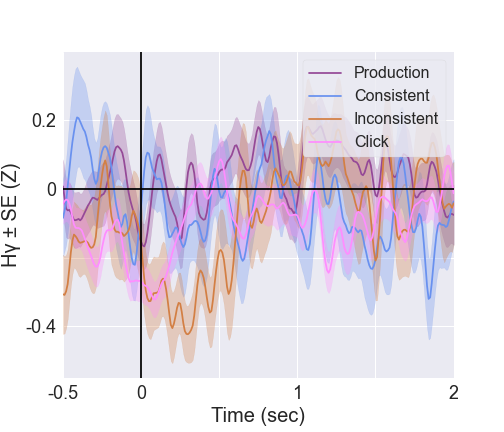 Production
Consistent
Inconsistent
Click
0.2
0
-0.4
Hγ ± SE (Z)
-0.5
0
1
2
Time (sec)